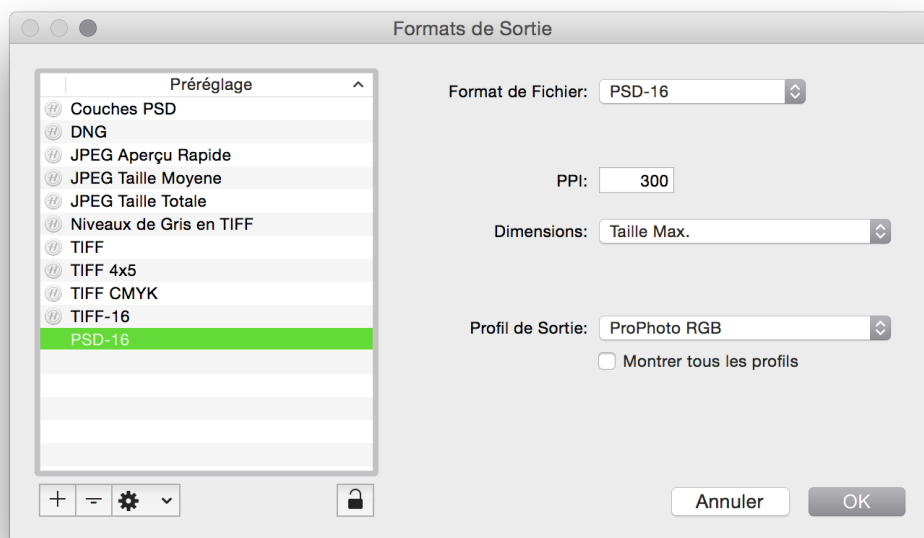 Formats de Sortie
Préréglage
Couches PSD
DNG
JPEG Aperçu Rapide
JPEG Taille Moyene
JPEG Taille Totale
Niveaux de Gris en TIFF
TIFF
TIFF 4x5
TIFF CMYK
TIFF-16
PSD-16
Format de Fichier: PSD-16
PPI: 300
Dimensions: Taille Max.
Profil de Sortie: ProPhoto RGB
Montrer tous les profils
Annuler
OK